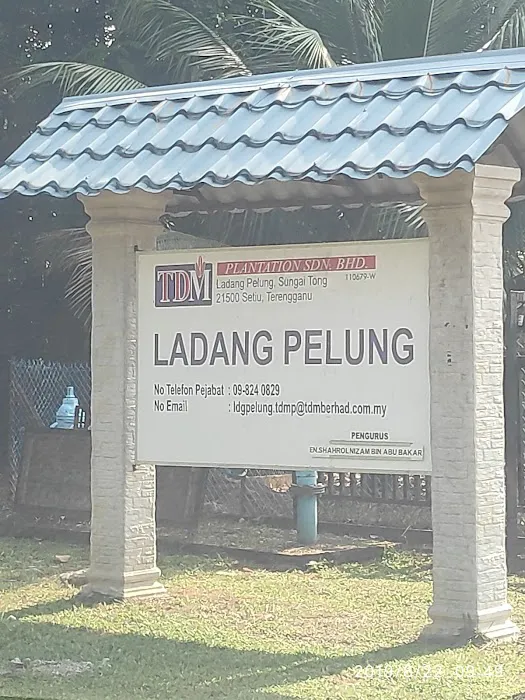 TDM
PLANTATION SDN. BHD.
110679-W
Ladang Pelung, Sungai Tong
21500 Setiu, Terengganu
LADANG PELUNG
No Telefon Pejabat : 09-824 0829
No Email : ldgpelung.tdmp@tdmberhad.com.my
PENGURUS
EN.SHAHROLNIZAM BIN ABU BAKAR